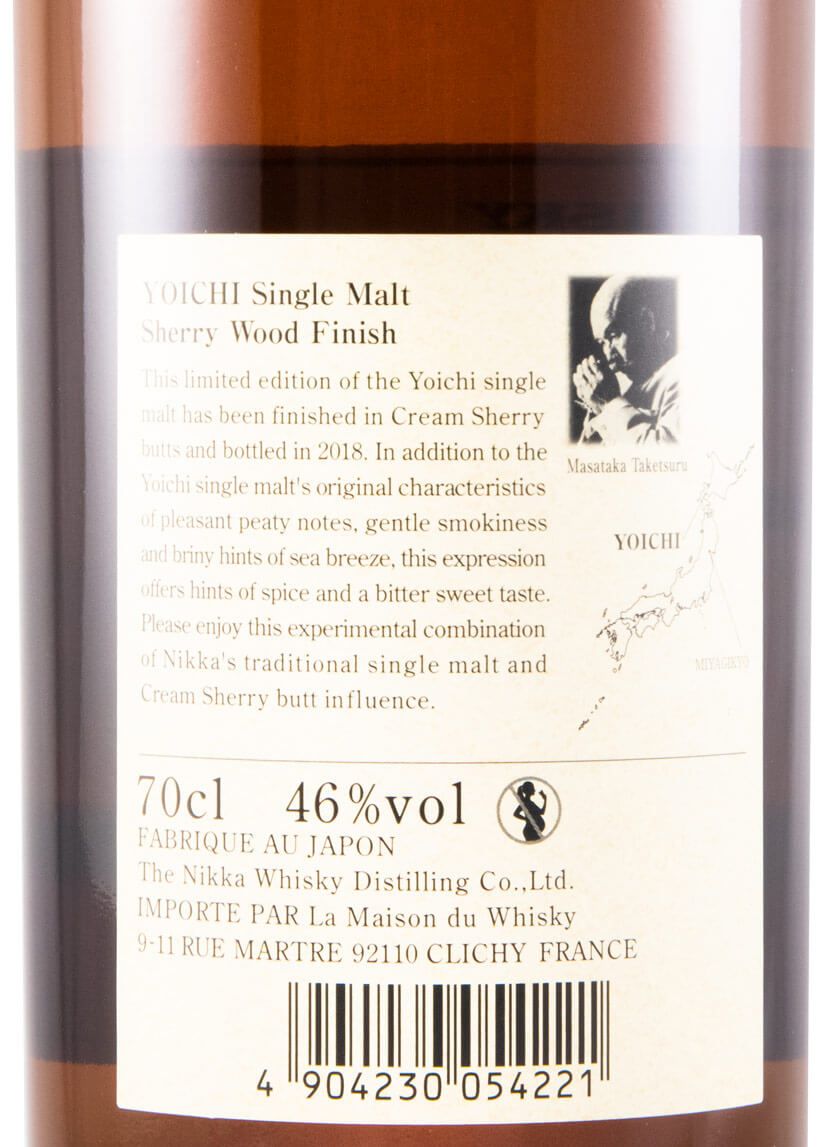 YOICHI Single Malt
Sherry Wood Finish
This limited edition of the Yoichi single
malt has been finished in Cream Sherry
butts and bottled in 2018. In addition to the
Yoichi single malt's original characteristics
of pleasant peaty notes, gentle smokiness
and briny hints of sea breeze, this expression
offers hints of spice and a bitter sweet taste.
Please enjoy this experimental combination
of Nikka's traditional single malt and
Cream Sherry butt influence.
Masataka Taketsuru
YOICHI
MIYAGIKYO
70cl 46%vol
FABRIQUE AU JAPON
The Nikka Whisky Distilling Co.,Ltd.
IMPORTE PAR La Maison du Whisky
9-11 RUE MARTRE 92110 CLICHY FRANCE
4 904230 054221